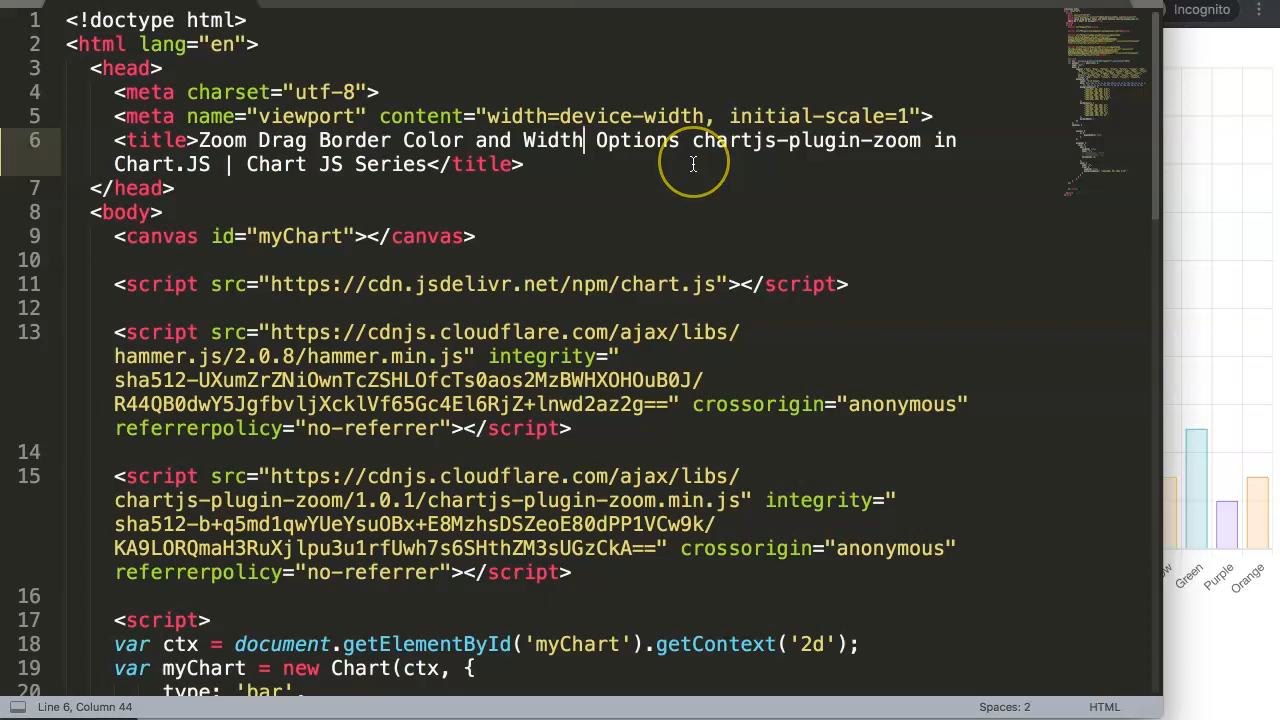 Incognito
1 <!doctype html>
2 <html lang="en">
3 <head>
4 <meta charset="utf-8">
5 <meta name="viewport" content="width=device-width, initial-scale=1">
6 <title>Zoom Drag Border Color and Width Options chartjs-plugin-zoom in
Chart.JS | Chart JS Series</title>
7 </head>
8 <body>
9 <canvas id="myChart"></canvas>
10
11 <script src="https://cdn.jsdelivr.net/npm/chart.js"></script>
12
13 <script src="https://cdnjs.cloudflare.com/ajax/libs/
hammer.js/2.0.8/hammer.min.js" integrity="
sha512-UXumZrZNiOwnTcZSHLOfcTs0aos2MzBWHXOHOuB0J/
R44QB0dwY5JgfbvljXcklVf65Gc4El6RjZ+lnwd2az2g==" crossorigin="anonymous"
referrerpolicy="no-referrer"></script>
14
15 <script src="https://cdnjs.cloudflare.com/ajax/libs/
chartjs-plugin-zoom/1.0.1/chartjs-plugin-zoom.min.js" integrity="
sha512-b+q5md1qwYUeYsuOBx+E8MzhsDSZeoE80dPP1VCw9k/
KA9LORQmaH3RuXjlpu3u1rfUwh7s6SHthZM3sUGzCkA==" crossorigin="anonymous"
referrerpolicy="no-referrer"></script>
16
17 <script>
18 var ctx = document.getElementById('myChart').getContext('2d');
19 var myChart = new Chart(ctx, {
20 type: 'bar',
Green
Purple
Orange
Line 6, Column 44
Spaces: 2
HTML